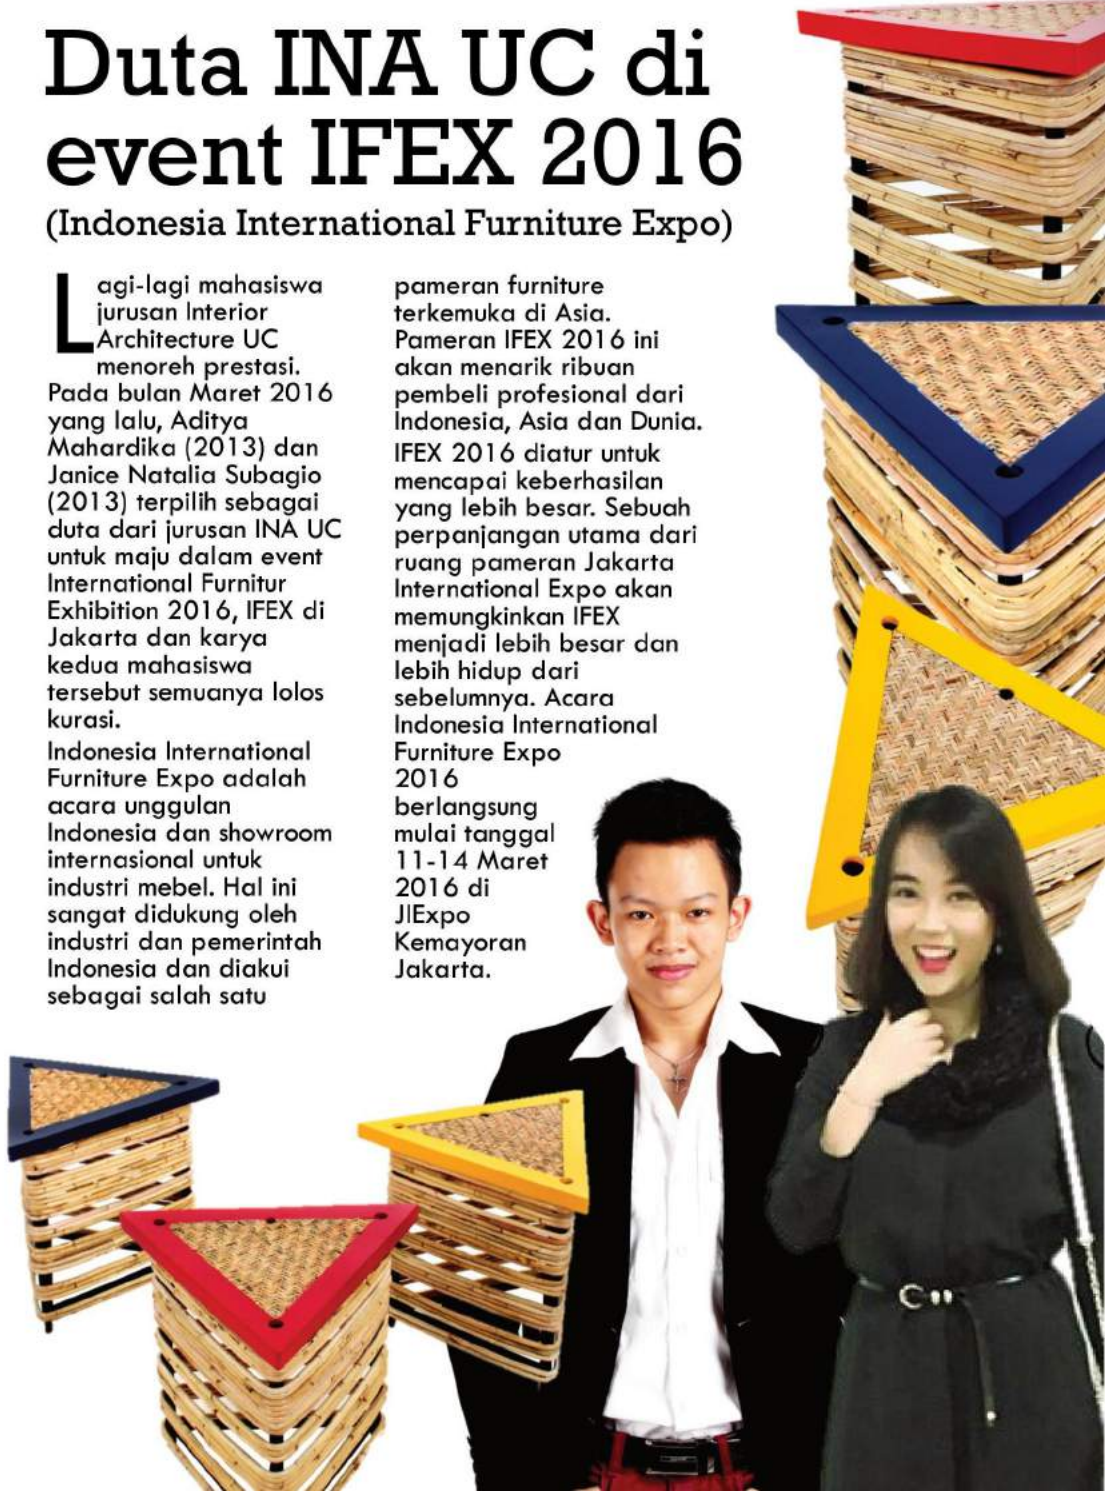 Duta INA UC di
event IFEX 2016
(Indonesia International Furniture Expo)
Lagi-lagi mahasiswa
jurusan Interior
Architecture UC
menoreh prestasi.
Pada bulan Maret 2016
yang lalu, Aditya
Mahardika (2013) dan
Janice Natalia Subagio
(2013) terpilih sebagai
duta dari jurusan INA UC
untuk maju dalam event
International Furnitur
Exhibition 2016, IFEX di
Jakarta dan karya
kedua mahasiswa
tersebut semuanya lolos
kurasi.
Indonesia International
Furniture Expo adalah
acara unggulan
Indonesia dan showroom
internasional untuk
industri mebel. Hal ini
sangat didukung oleh
industri dan pemerintah
Indonesia dan diakui
sebagai salah satu
pameran furniture
terkemuka di Asia.
Pameran IFEX 2016 ini
akan menarik ribuan
pembeli profesional dari
Indonesia, Asia dan Dunia.
IFEX 2016 diatur untuk
mencapai keberhasilan
yang lebih besar. Sebuah
perpanjangan utama dari
ruang pameran Jakarta
International Expo akan
memungkinkan IFEX
menjadi lebih besar dan
lebih hidup dari
sebelumnya. Acara
Indonesia International
Furniture Expo
2016
berlangsung
mulai tanggal
11-14 Maret
2016 di
JIExpo
Kemayoran
Jakarta.